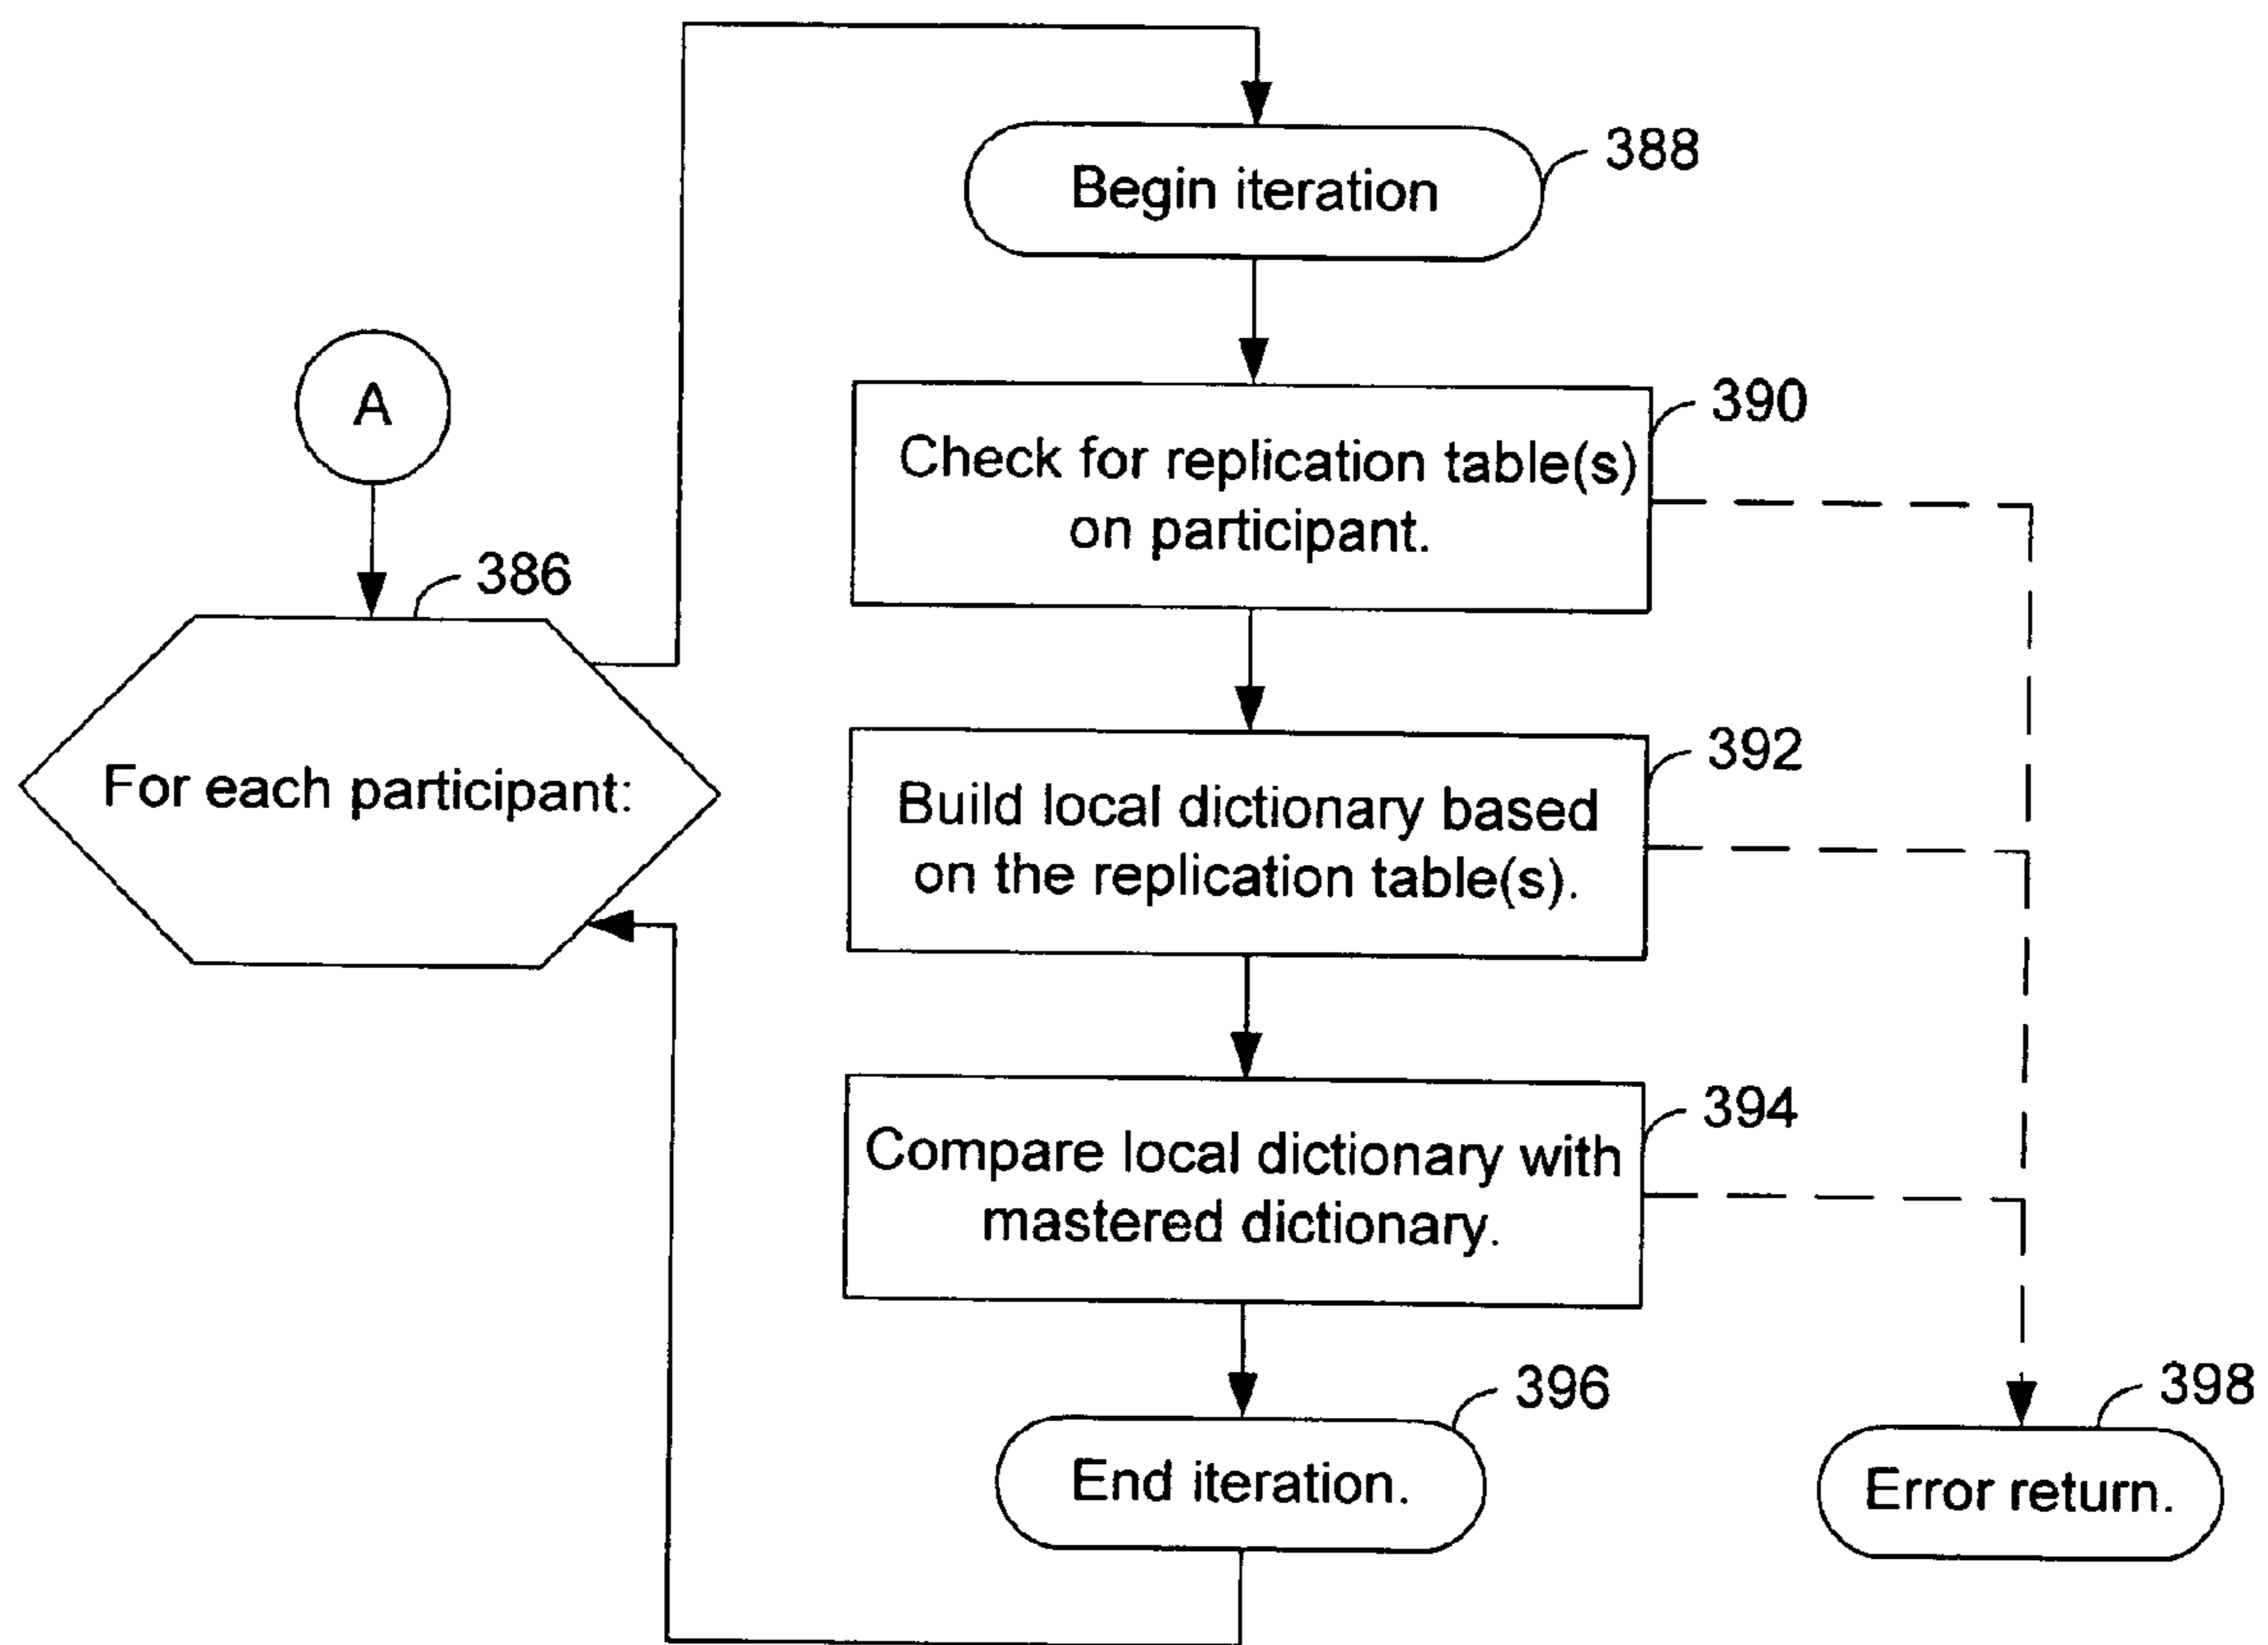 388
Begin iteration
A
390
Check for replication table(s)
on participant.
386
For each participant:
392
Build local dictionary based
on the replication table(s).
394
Compare local dictionary with
mastered dictionary.
396
End iteration.
398
Error return.